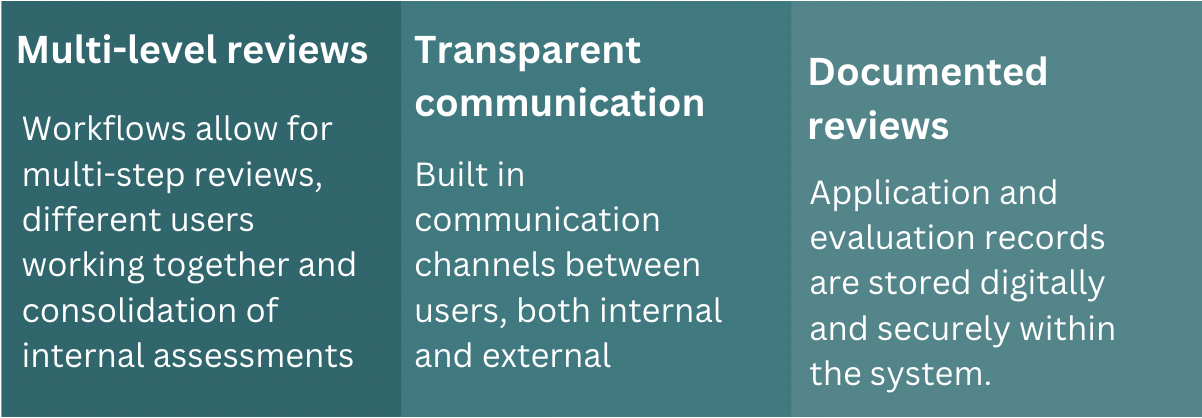 Multi-level reviews
Workflows allow for
multi-step reviews,
different users
working together and
consolidation of
internal assessments
Transparent
communication
Built in
communication
channels between
users, both internal
and external
Documented
reviews
Application and
evaluation records
are stored digitally
and securely within
the system.